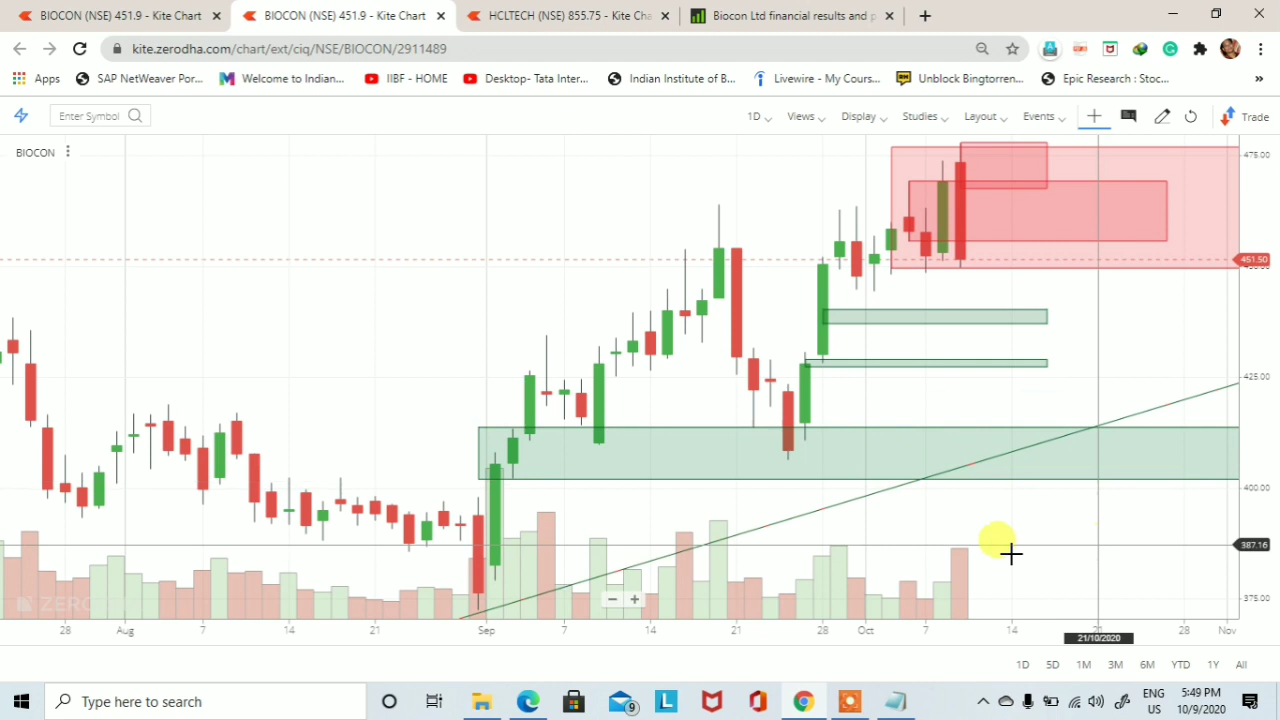 BIOCON (NSE) 451.9 - Kite Chart
BIOCON (NSE) 451.9 - Kite Chart
HCLTECH (NSE) 855.75 - Kite Cha
Biocon Ltd financial results and p
kite.zerodha.com/chart/ext/ciq/NSE/BIOCON/2911489
Apps
SAP NetWeaver Por...
Welcome to Indian...
IIBF - HOME
Desktop- Tata Inter...
Indian Institute of B...
Livewire - My Cours...
Unblock Bingtorren...
Epic Research : Stoc...
»
Enter Symbol
1D
Views
Display
Studies
Layout
Events
Trade
BIOCON
475.00
451.50
425.00
400.00
387.16
375.00
28
Aug
7
14
21
Sep
7
14
21
28
Oct
7
14
28
Nov
21/10/2020
1D
5D
1M
3M
6M
YTD
1Y
All
Type here to search
9
ENG
US
5:49 PM
10/9/2020